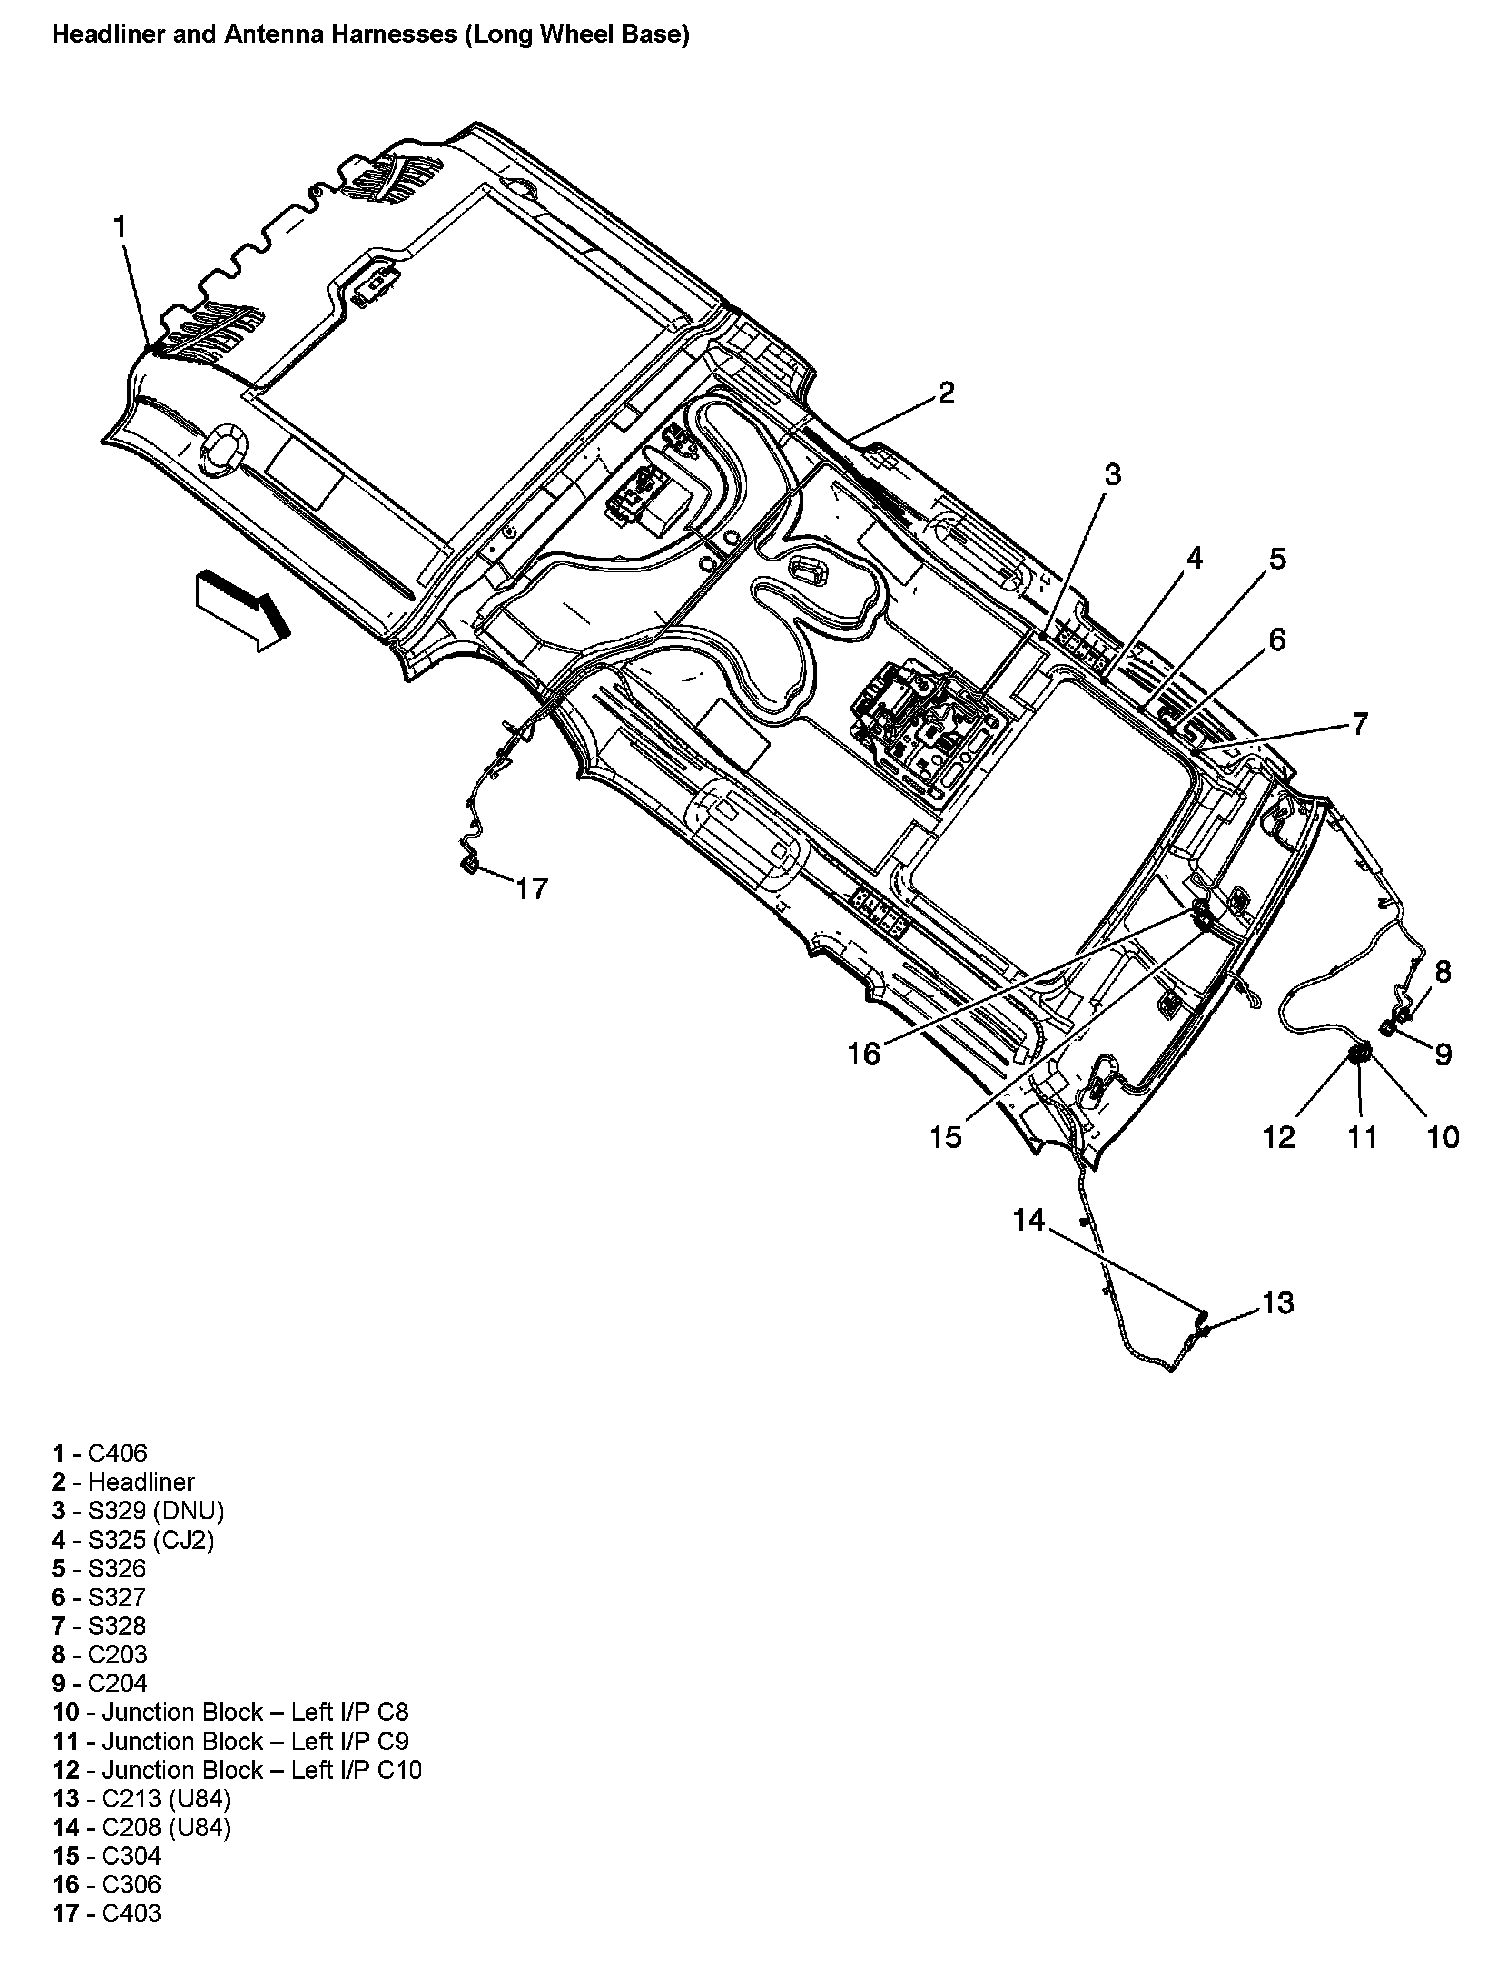 Headliner and Antenna Harnesses (Long Wheel Base)
1
2
3
4
5
6
7
8
9
10
11
12
13
14
15
16
17
1 - C406
2 - Headliner
3 - S329 (DNU)
4 - S325 (CJ2)
5 - S326
6 - S327
7 - S328
8 - C203
9 - C204
10 - Junction Block – Left I/P C8
11 - Junction Block – Left I/P C9
12 - Junction Block – Left I/P C10
13 - C213 (U84)
14 - C208 (U84)
15 - C304
16 - C306
17 - C403